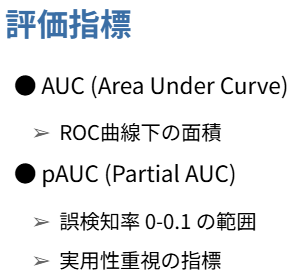 評価指標
● AUC (Area Under Curve)
➢ ROC曲線下の面積
● pAUC (Partial AUC)
➢ 誤検知率 0-0.1 の範囲
➢ 実用性重視の指標